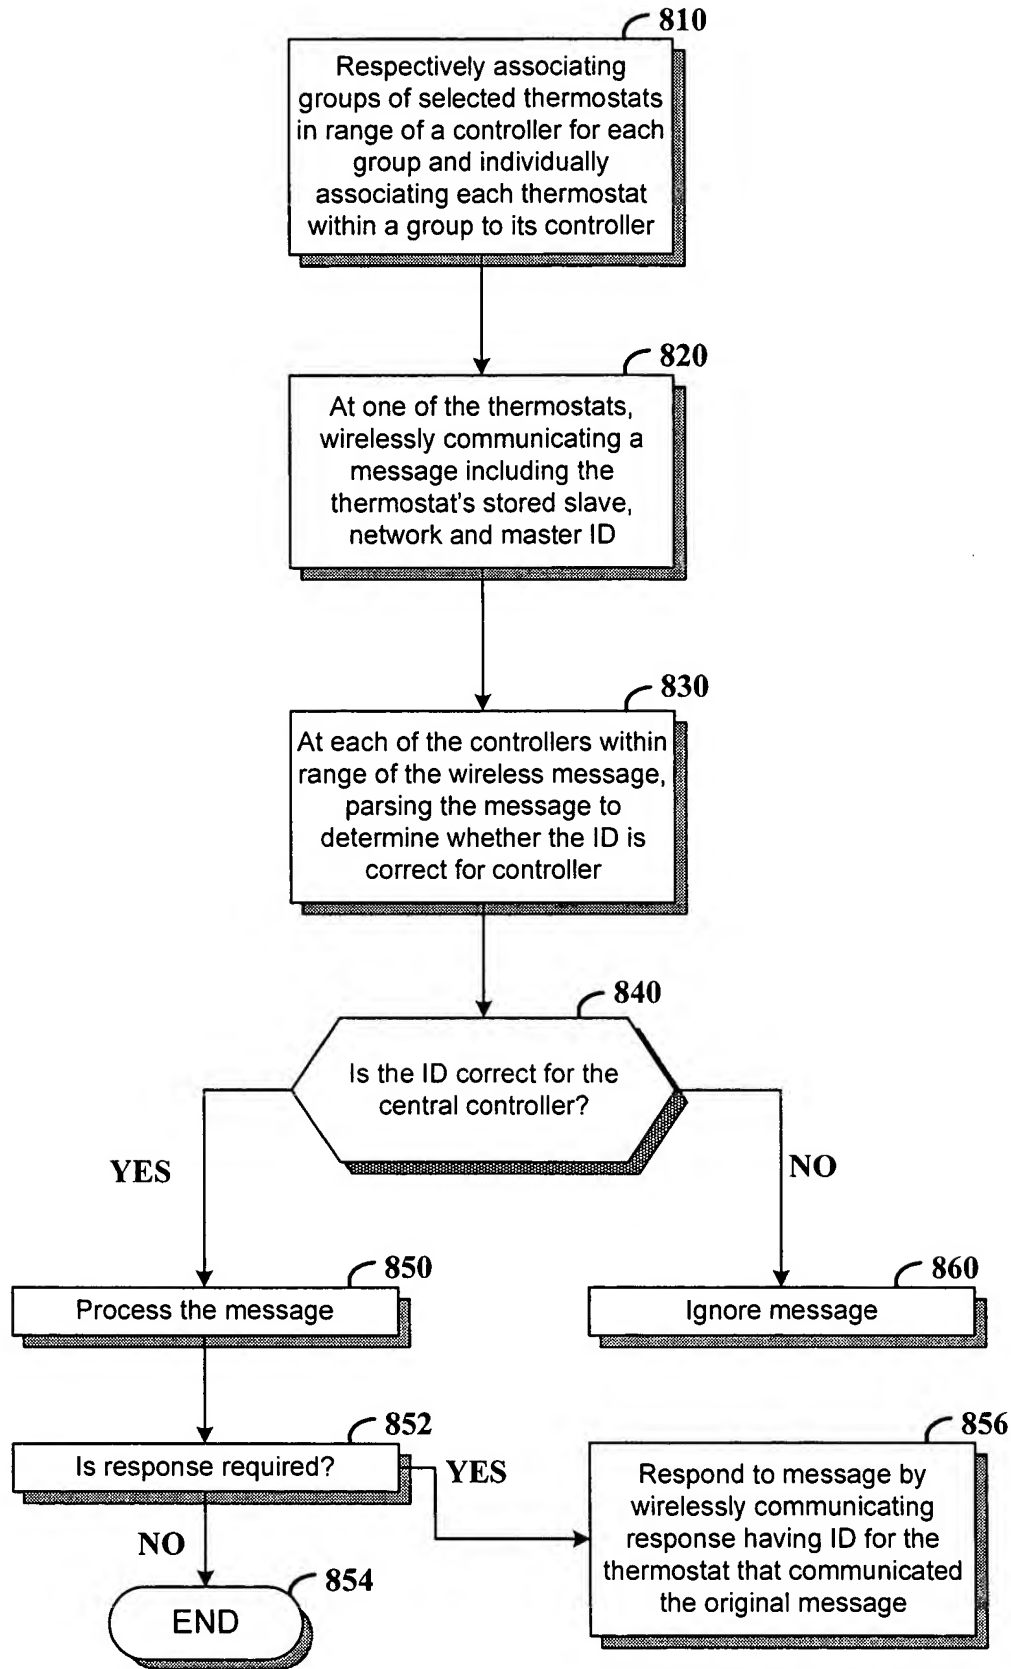 810
Respectively associating
groups of selected thermostats
in range of a controller for each
group and individually
associating each thermostat
within a group to its controller
820
At one of the thermostats,
wirelessly communicating a
message including the
thermostat's stored slave,
network and master ID
830
At each of the controllers within
range of the wireless message,
parsing the message to
determine whether the ID is
correct for controller
840
Is the ID correct for the
central controller?
YES
NO
850
Process the message
860
Ignore message
852
Is response required?
YES
856
Respond to message by
wirelessly communicating
response having ID for the
thermostat that communicated
the original message
NO
854
END